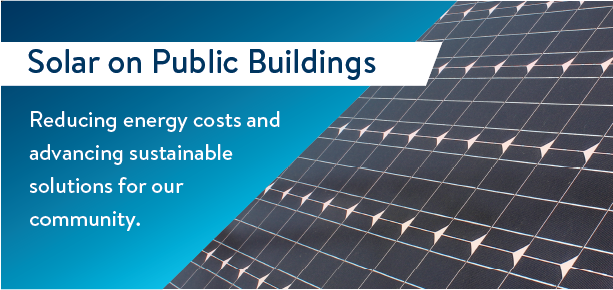 Solar on Public Buildings
Reducing energy costs and
advancing sustainable
solutions for our
community.